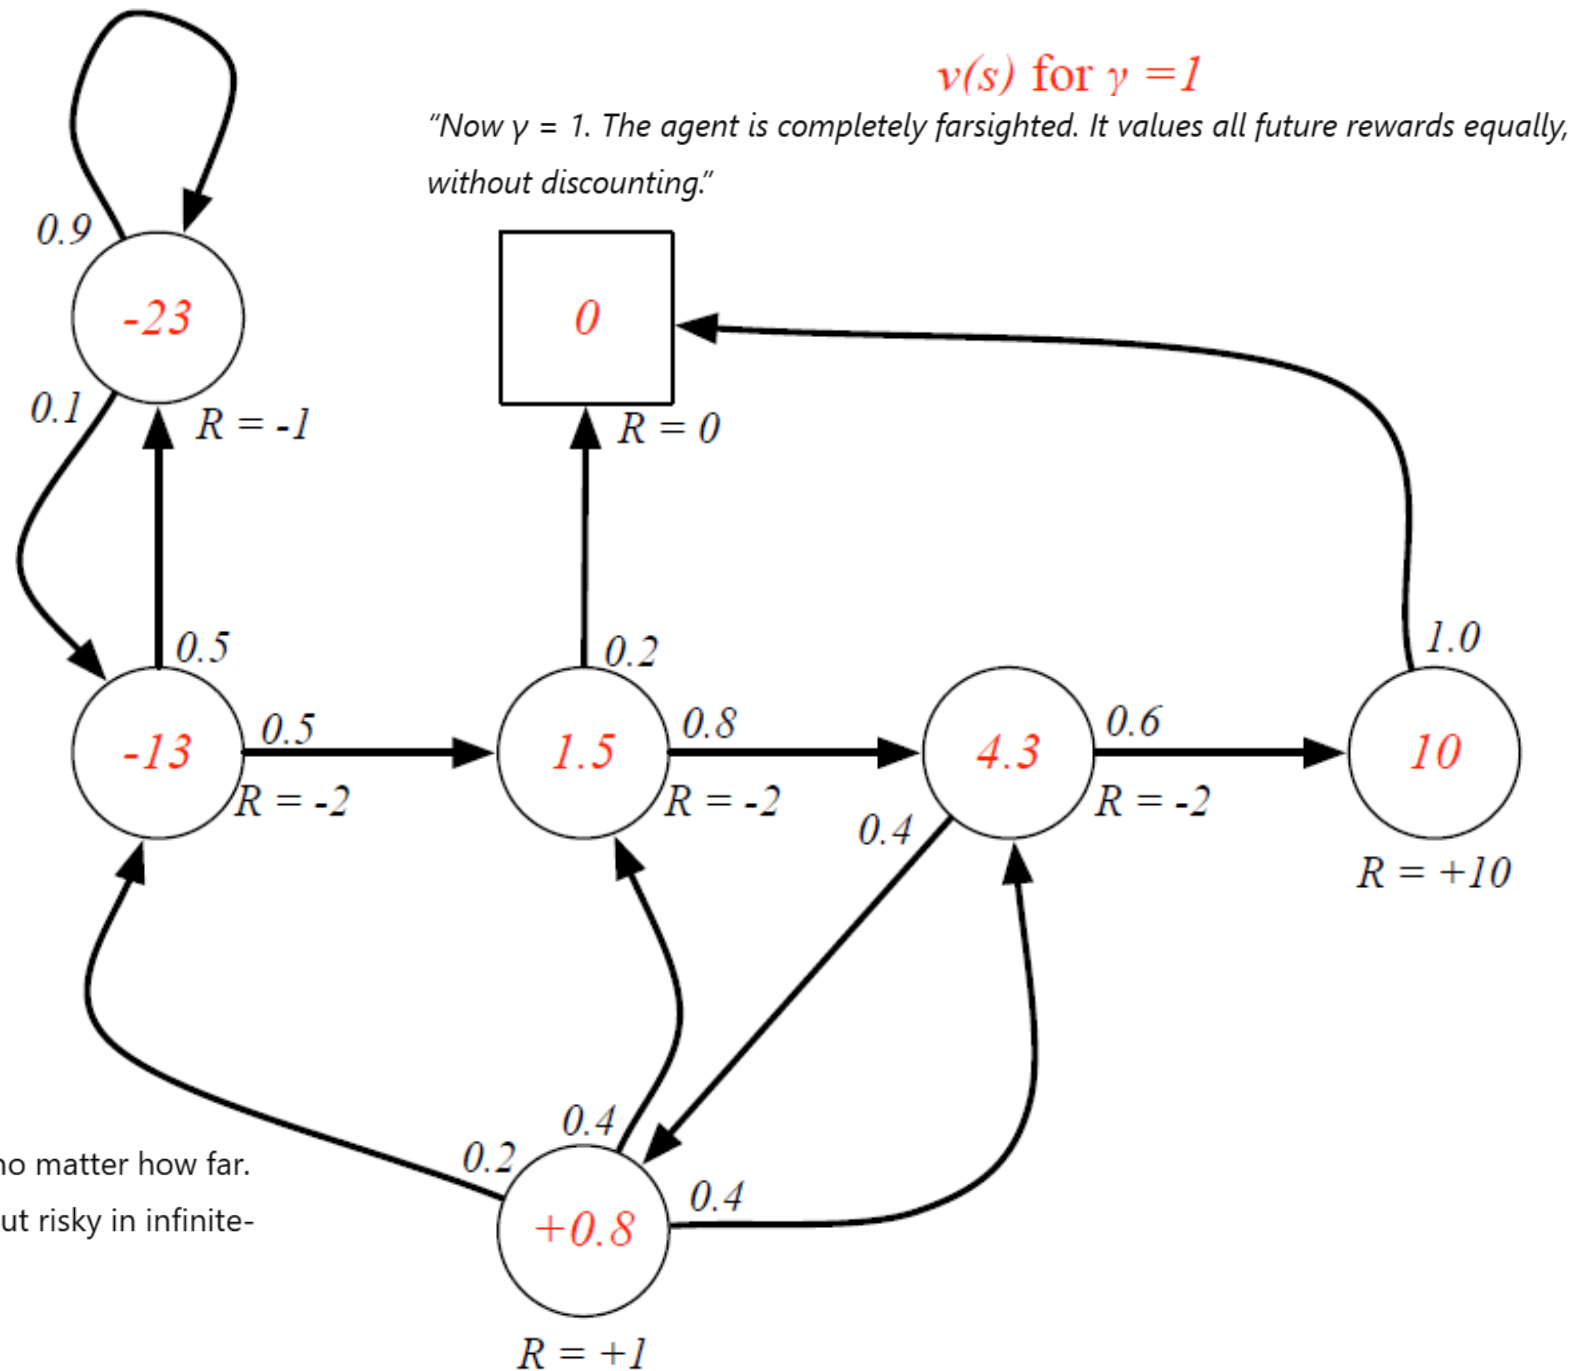 v(s) for γ =1
“Now γ = 1. The agent is completely farsighted. It values all future rewards equally,
without discounting.”
0.9
-23
0
0.1
R = -1
R = 0
0.5
0.2
1.0
-13
0.5
1.5
0.8
4.3
0.6
10
R = -2
R = -2
R = -2
0.4
R = +10
0.4
no matter how far.
0.2
ut risky in infinite-
0.4
+0.8
R = +1